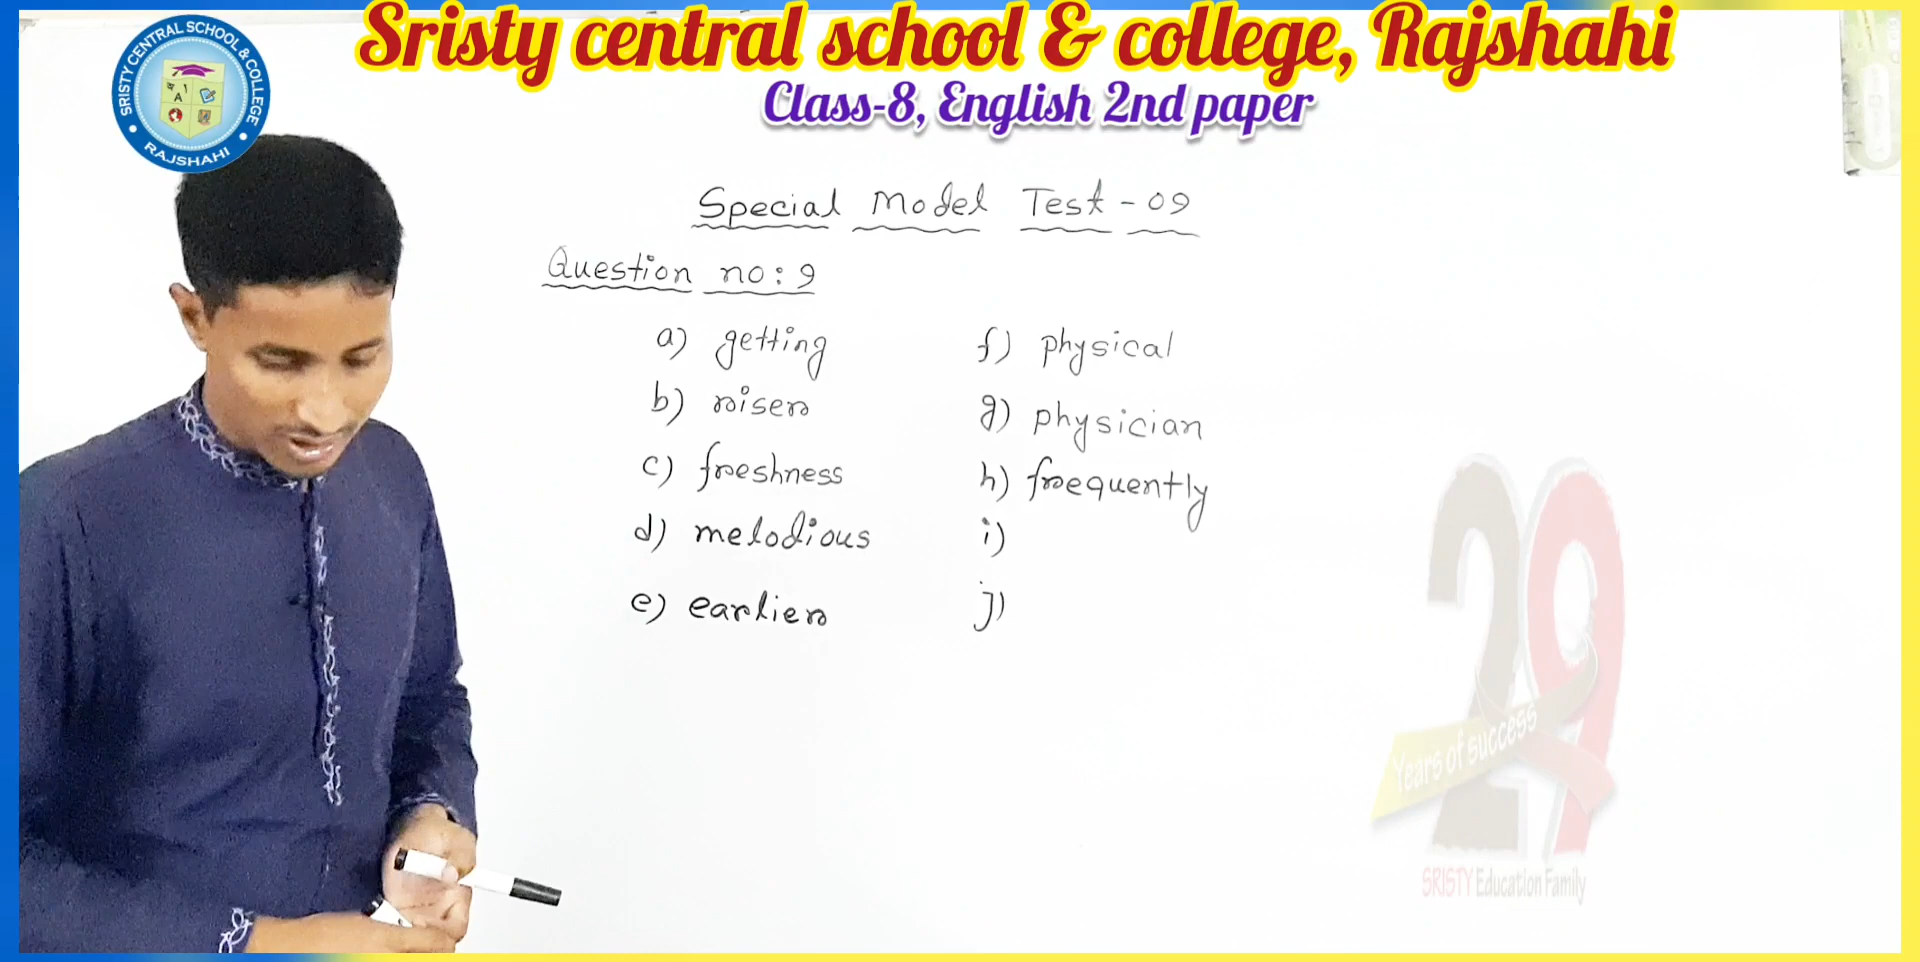 Sristy central school & college, Rajshahi
Class-8, English 2nd paper
SRISTY CENTRAL SCHOOL & COLLEGE
RAJSHAHI
Special Model Test - 09
Question no: 9
a) getting
b) riser
c) freshness
d) melodious
e) earlier
f) physical
g) physician
h) frequently
i)
j)
29
Years of success
SRISTY Education Family